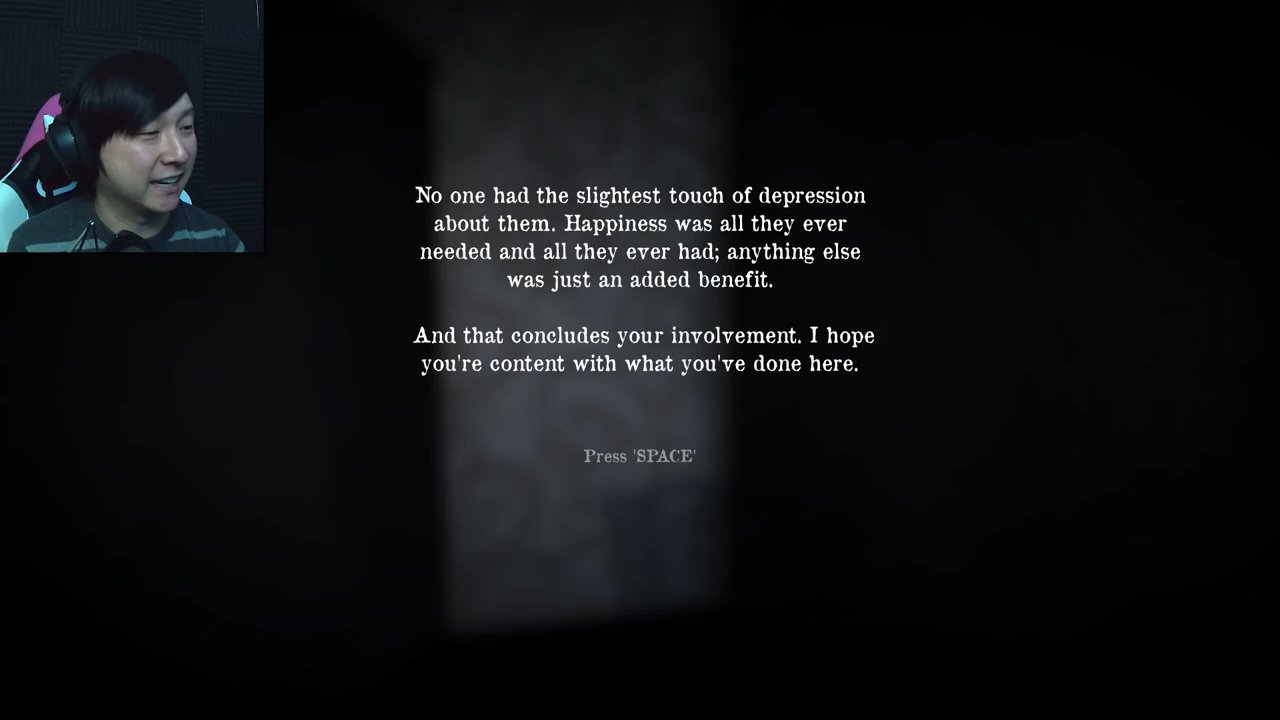 No one had the slightest touch of depression
about them. Happiness was all they ever
needed and all they ever had; anything else
was just an added benefit.
And that concludes your involvement. I hope
you're content with what you've done here.
Press 'SPACE'